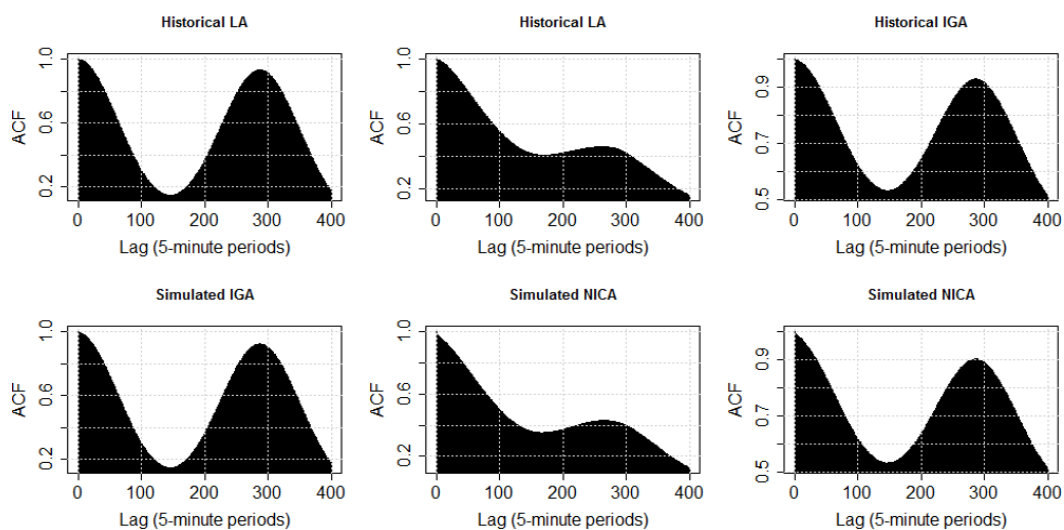 Historical LA
Historical LA
Historical IGA
ACF
0.2 0.6 1.0
0 100 200 300 400
Lag (5-minute periods)
ACF
0.2 0.6 1.0
0 100 200 300 400
Lag (5-minute periods)
ACF
0.5 0.7 0.9
0 100 200 300 400
Lag (5-minute periods)
Simulated IGA
Simulated NICA
Simulated NICA
ACF
0.2 0.6 1.0
0 100 200 300 400
Lag (5-minute periods)
ACF
0.2 0.6 1.0
0 100 200 300 400
Lag (5-minute periods)
ACF
0.5 0.7 0.9
0 100 200 300 400
Lag (5-minute periods)